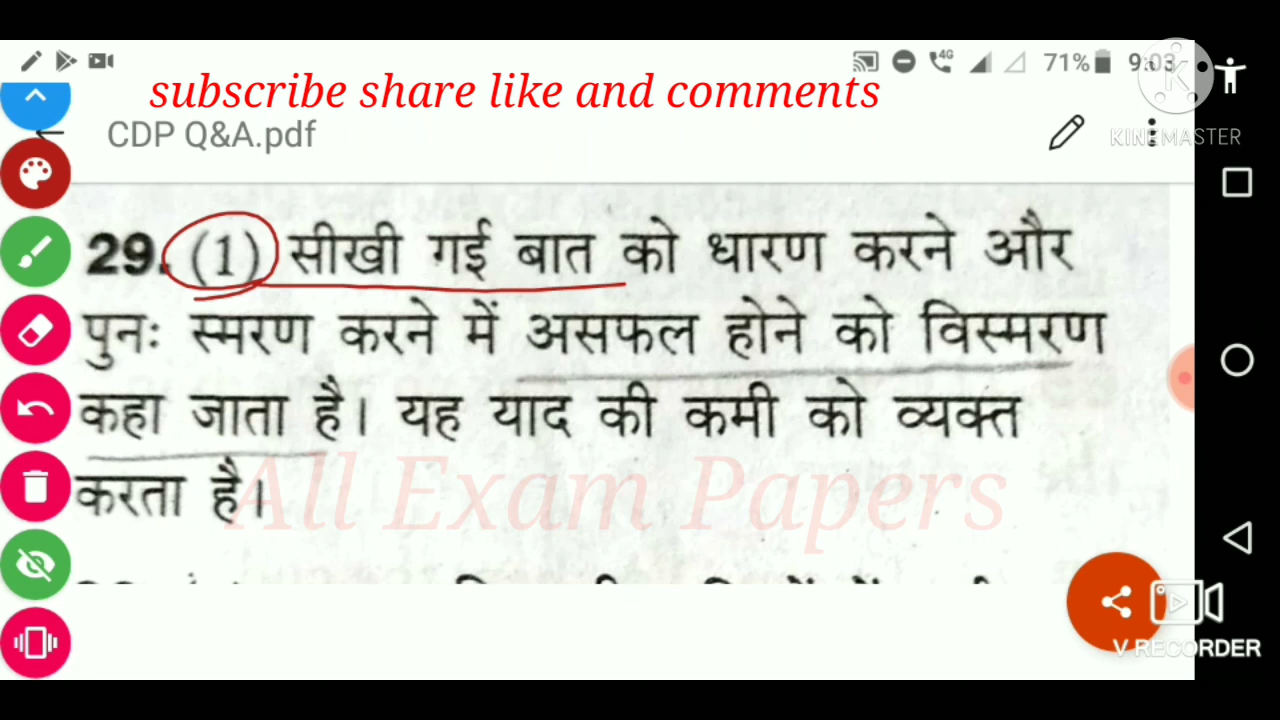 71% 9:03
subscribe share like and comments
CDP Q&A.pdf
KINEMASTER
29. (1) सीखी गई बात को धारण करने और
पुनः स्मरण करने में असफल होने को विस्मरण
कहा जाता है। यह याद की कमी को व्यक्त
करता है।
All Exam Papers
V RECORDER